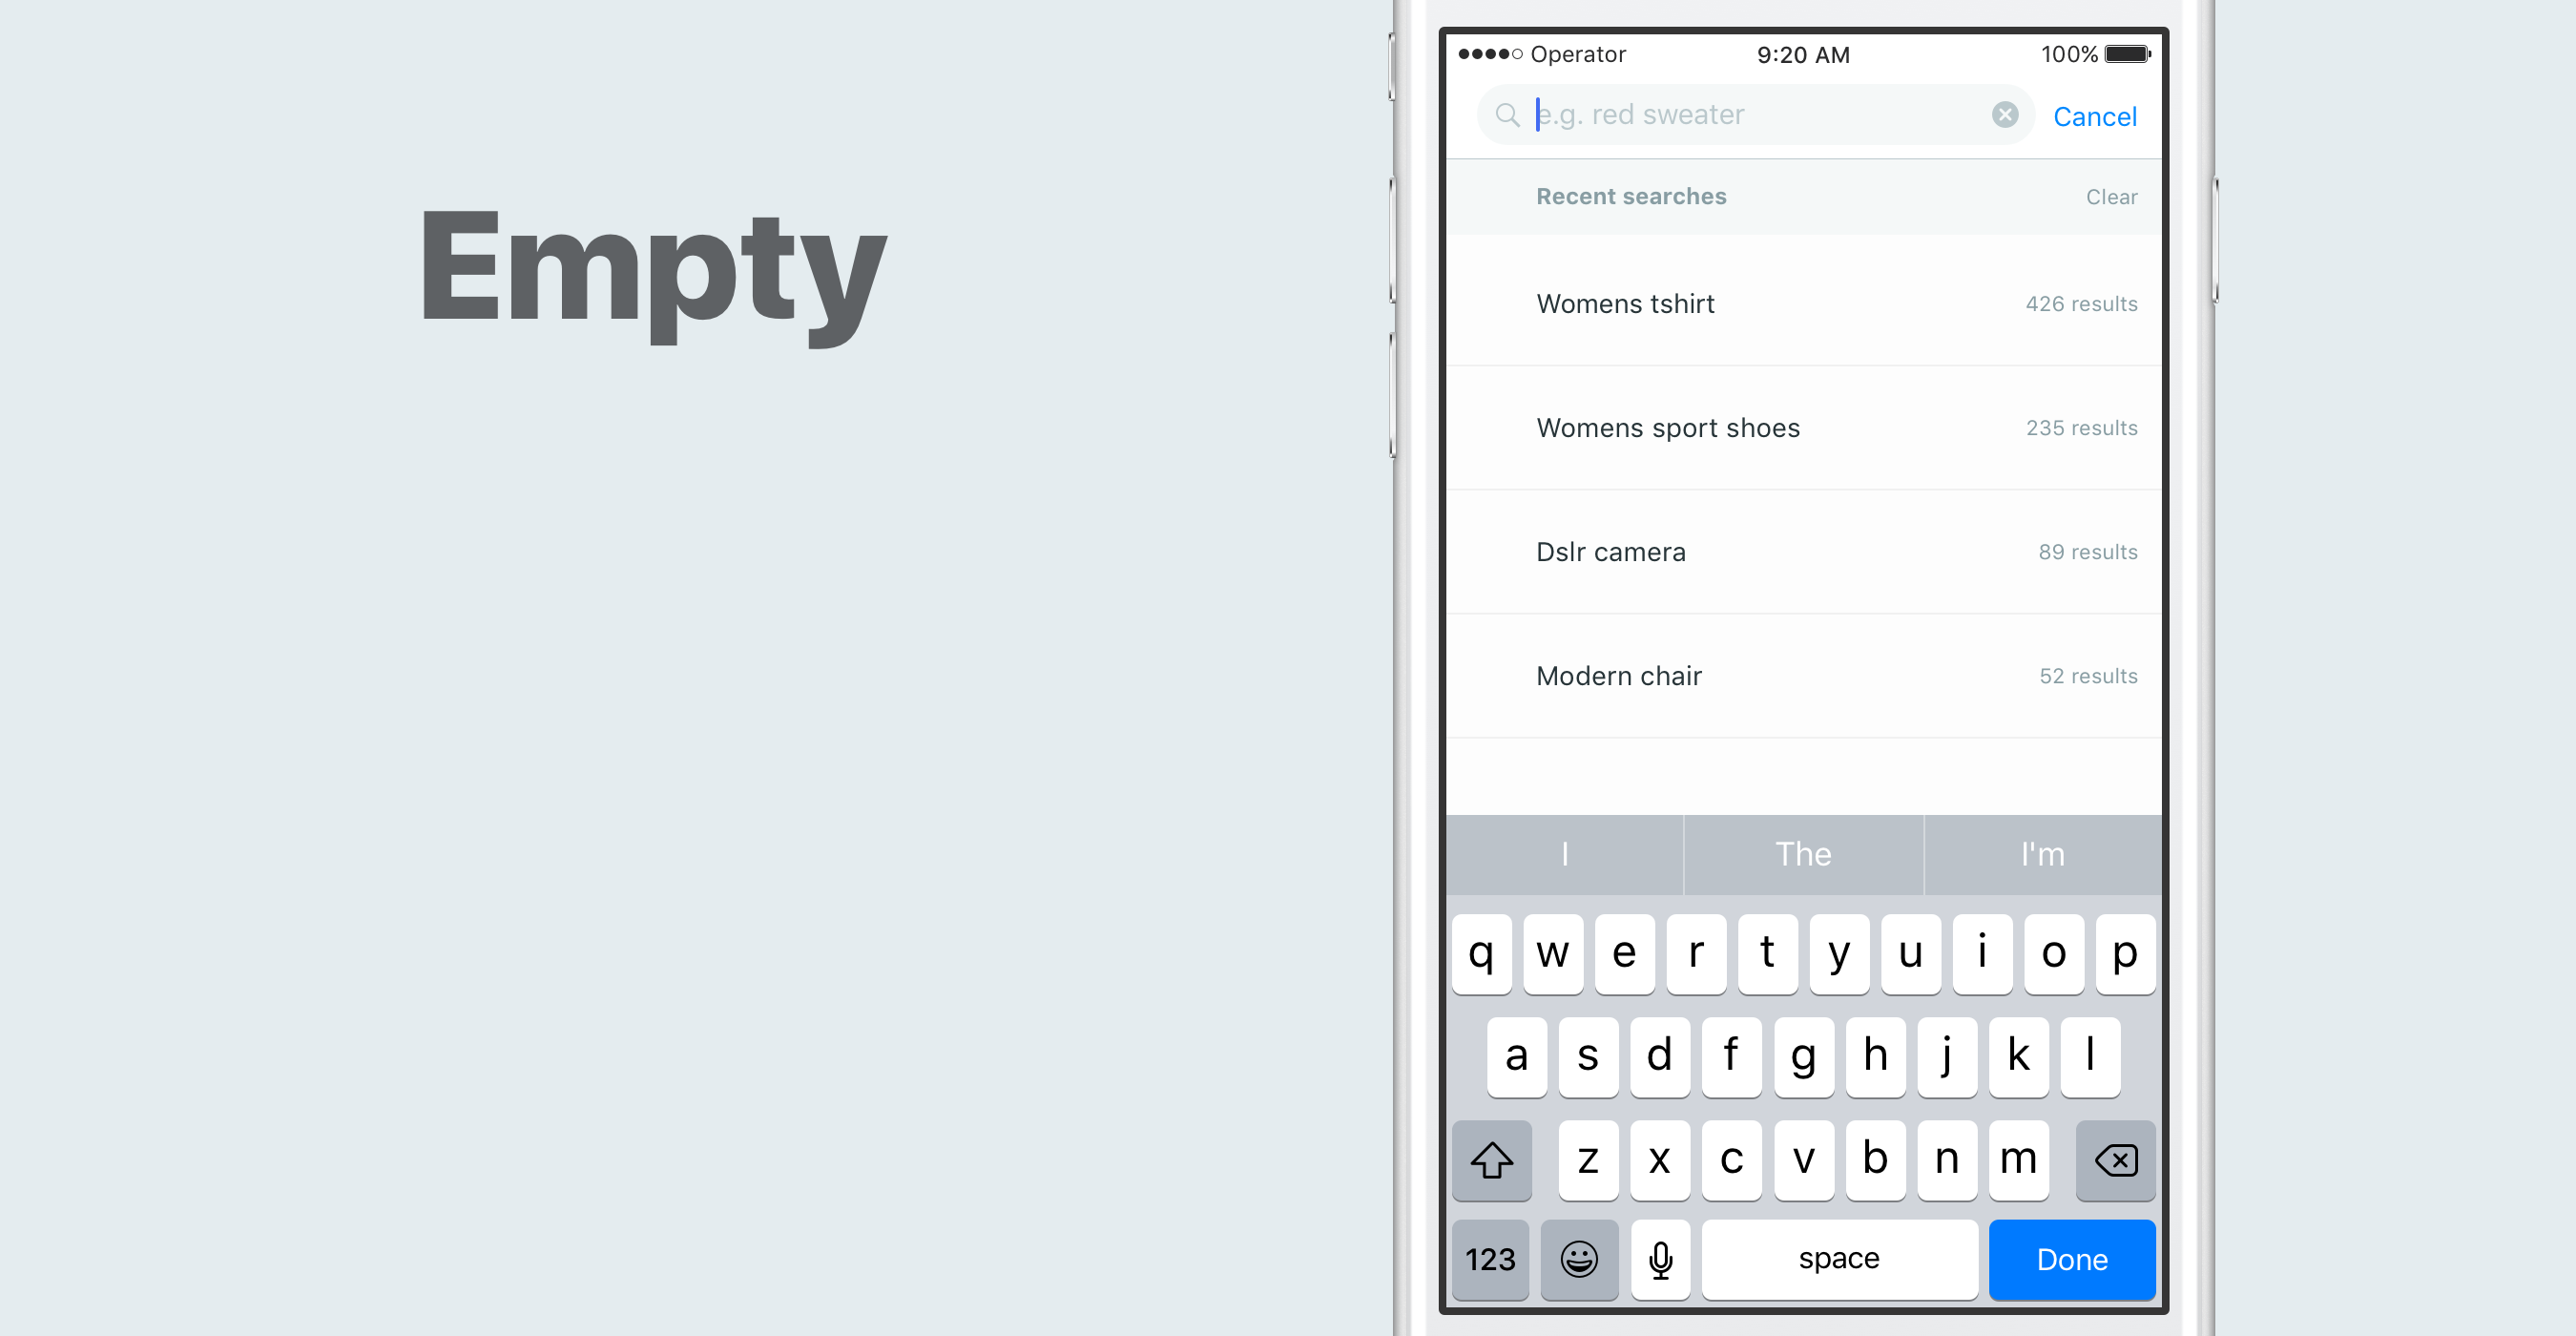 Empty
Operator 9:20 AM 100%
e.g. red sweater Cancel
Recent searches Clear
Womens tshirt 426 results
Womens sport shoes 235 results
Dslr camera 89 results
Modern chair 52 results
I The I'm
q w e r t y u i o p
a s d f g h j k l
z x c v b n m
123 space Done